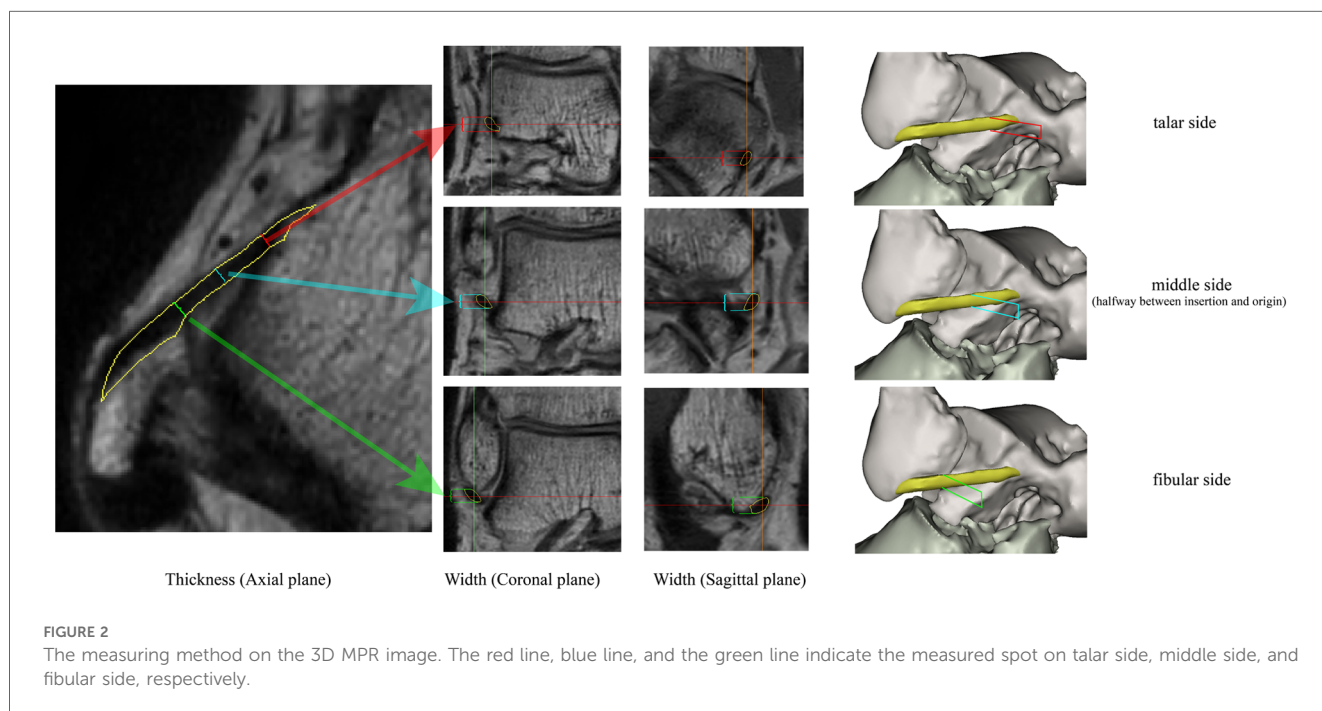 talar side
middle side
(halfway between insertion and origin)
fibular side
Thickness (Axial plane)
Width (Coronal plane)
Width (Sagittal plane)
FIGURE 2
The measuring method on the 3D MPR image. The red line, blue line, and the green line indicate the measured spot on talar side, middle side, and
fibular side, respectively.